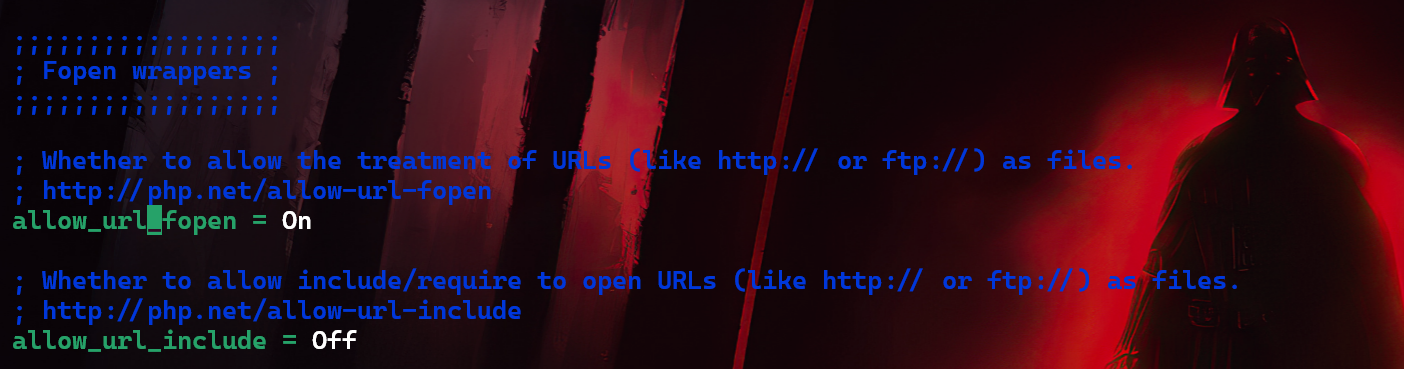 ;;;;;;;;;;;;;;;;;;
; Fopen wrappers ;
;;;;;;;;;;;;;;;;;;
; Whether to allow the treatment of URLs (like http:// or ftp://) as files.
; http://php.net/allow-url-fopen
allow_url_fopen = On
; Whether to allow include/require to open URLs (like http:// or ftp://) as files.
; http://php.net/allow-url-include
allow_url_include = Off